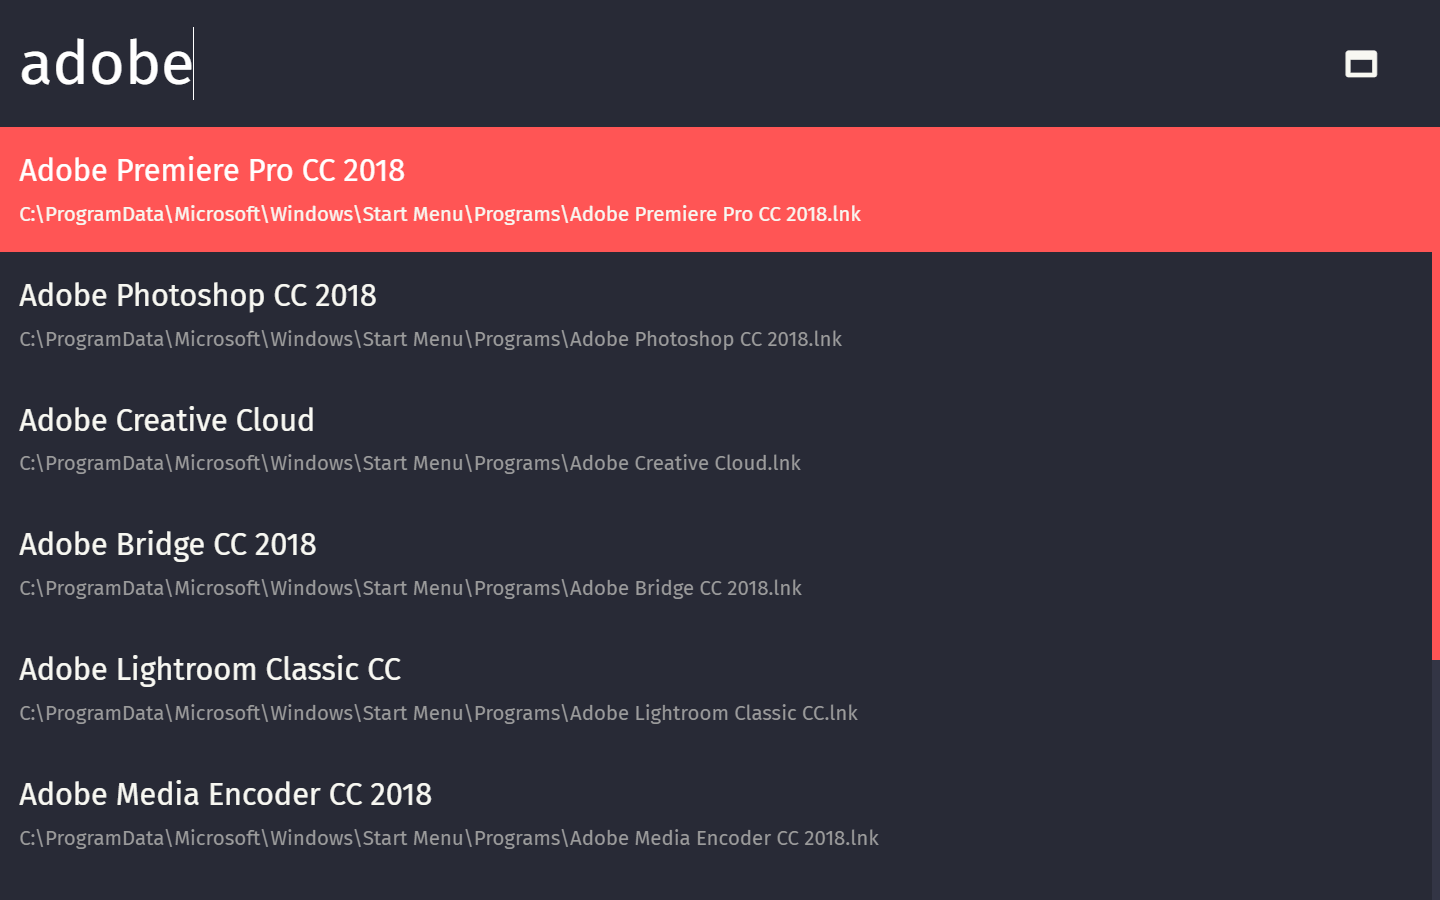 adobe
Adobe Premiere Pro CC 2018
C:\ProgramData\Microsoft\Windows\Start Menu\Programs\Adobe Premiere Pro CC 2018.lnk
Adobe Photoshop CC 2018
C:\ProgramData\Microsoft\Windows\Start Menu\Programs\Adobe Photoshop CC 2018.lnk
Adobe Creative Cloud
C:\ProgramData\Microsoft\Windows\Start Menu\Programs\Adobe Creative Cloud.lnk
Adobe Bridge CC 2018
C:\ProgramData\Microsoft\Windows\Start Menu\Programs\Adobe Bridge CC 2018.lnk
Adobe Lightroom Classic CC
C:\ProgramData\Microsoft\Windows\Start Menu\Programs\Adobe Lightroom Classic CC.lnk
Adobe Media Encoder CC 2018
C:\ProgramData\Microsoft\Windows\Start Menu\Programs\Adobe Media Encoder CC 2018.lnk